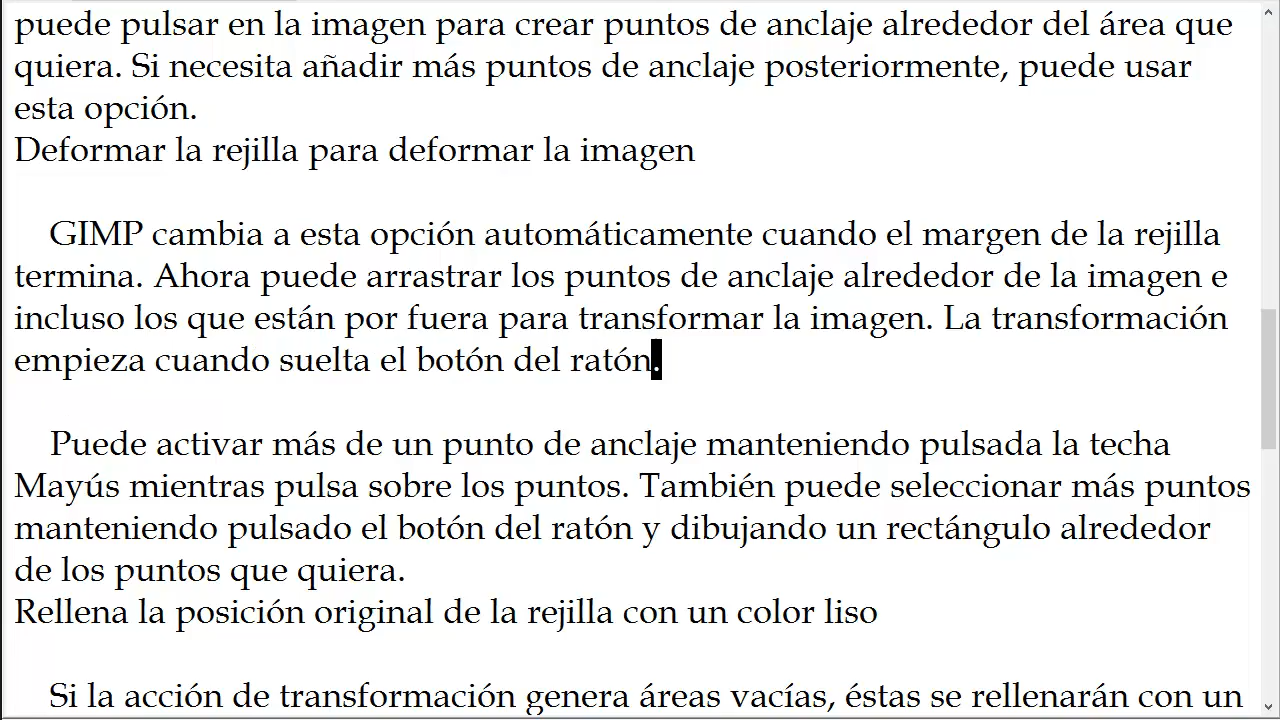 puede pulsar en la imagen para crear puntos de anclaje alrededor del área que
quiera. Si necesita añadir más puntos de anclaje posteriormente, puede usar
esta opción.
Deformar la rejilla para deformar la imagen
GIMP cambia a esta opción automáticamente cuando el margen de la rejilla
termina. Ahora puede arrastrar los puntos de anclaje alrededor de la imagen e
incluso los que están por fuera para transformar la imagen. La transformación
empieza cuando suelta el botón del ratón.
Puede activar más de un punto de anclaje manteniendo pulsada la techa
Mayús mientras pulsa sobre los puntos. También puede seleccionar más puntos
manteniendo pulsado el botón del ratón y dibujando un rectángulo alrededor
de los puntos que quiera.
Rellena la posición original de la rejilla con un color liso
Si la acción de transformación genera áreas vacías, éstas se rellenarán con un